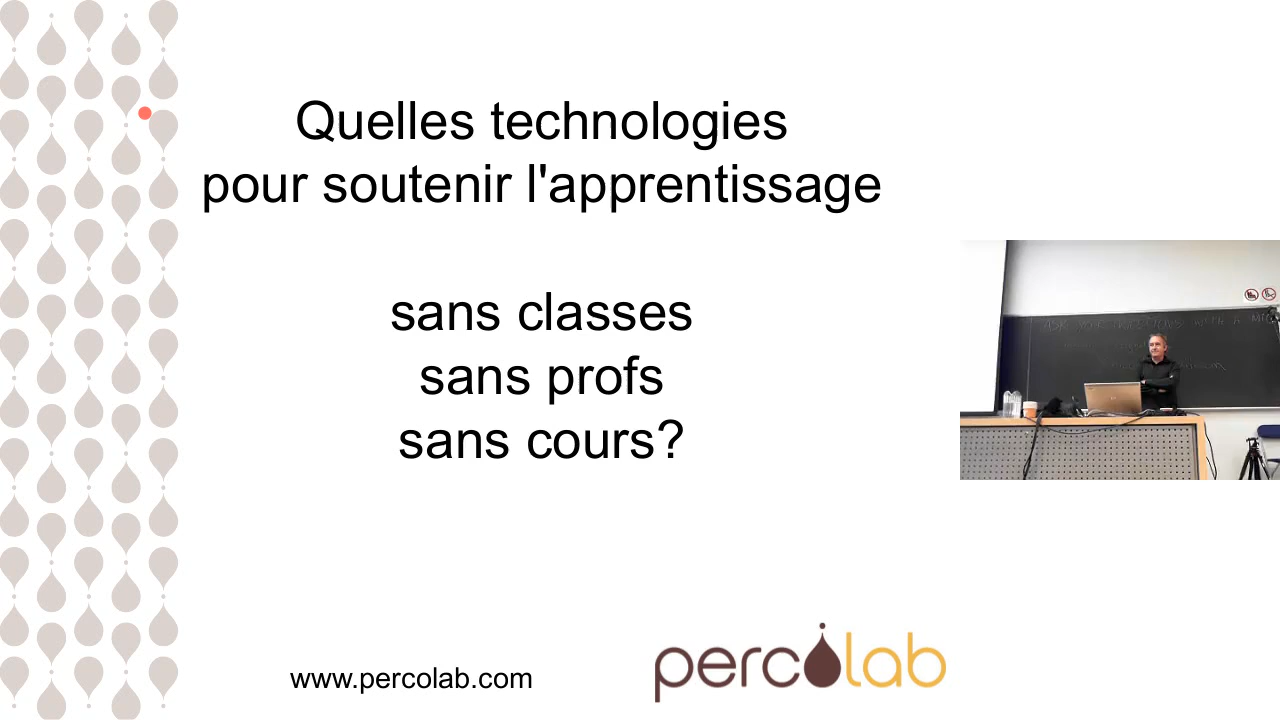 Quelles technologies
pour soutenir l'apprentissage
sans classes
sans profs
sans cours?
www.percolab.com
percolab